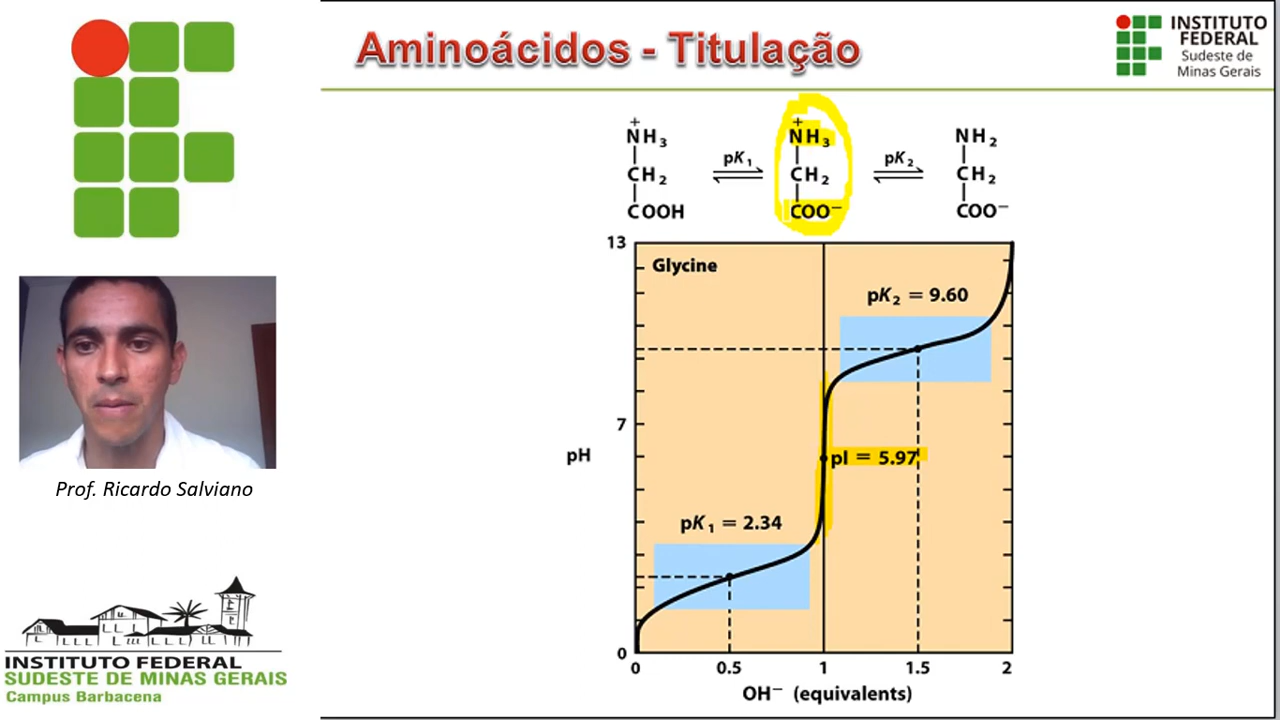 Aminoácidos - Titulação
INSTITUTO
FEDERAL
Sudeste de
Minas Gerais
+
NH3
CH2
COOH
pK1
+
NH3
CH2
COO−
pK2
NH2
CH2
COO−
13
Glycine
pK2 = 9.60
7
pH
pI = 5.97
pK1 = 2.34
0
0
0.5
1
1.5
2
OH− (equivalents)
Prof. Ricardo Salviano
INSTITUTO FEDERAL
SUDESTE DE MINAS GERAIS
Campus Barbacena